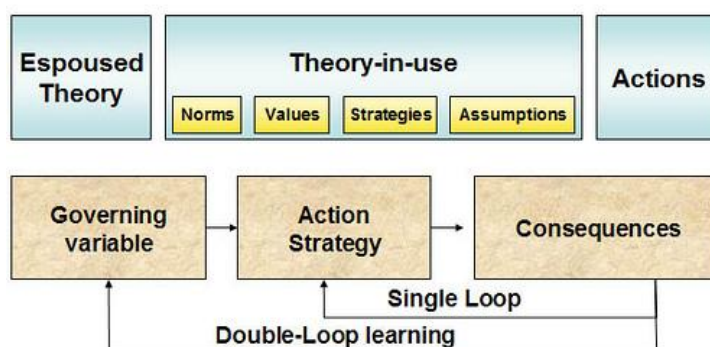 Espoused
Theory
Theory-in-use
Actions
Norms
Values
Strategies
Assumptions
Governing
variable
Action
Strategy
Consequences
Single Loop
Double-Loop learning